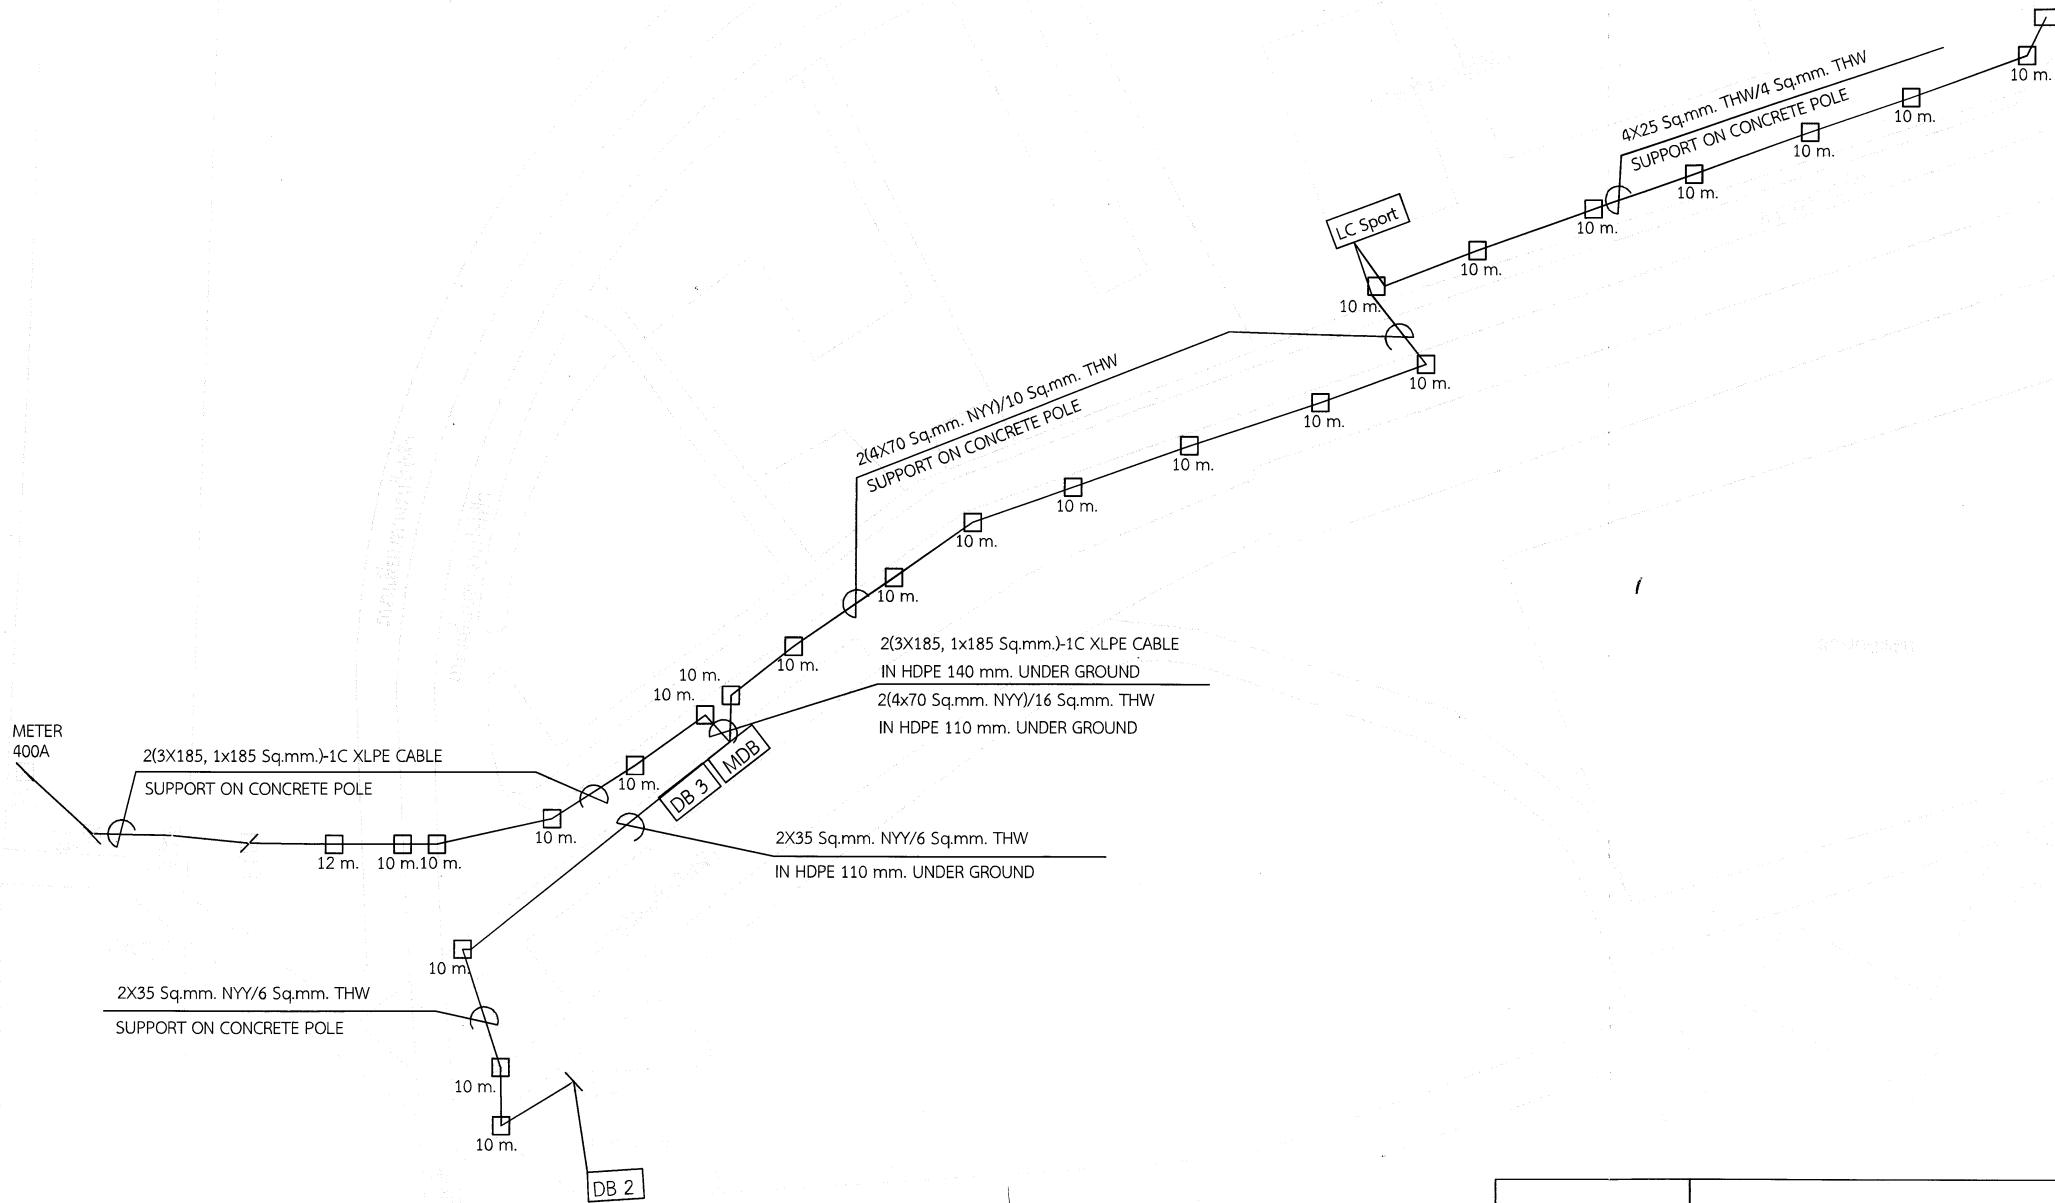 10 m.
4X25 Sq.mm. THW/4 Sq.mm. THW
SUPPORT ON CONCRETE POLE
10 m.
10 m.
10 m.
10 m.
10 m.
LC Sport
10 m.
2(4X70 Sq.mm. NYY)/10 Sq.mm. THW
SUPPORT ON CONCRETE POLE
10 m.
10 m.
10 m.
10 m.
10 m.
10 m.
10 m.
2(3X185, 1x185 Sq.mm.)-1C XLPE CABLE
IN HDPE 140 mm. UNDER GROUND
2(4x70 Sq.mm. NYY)/16 Sq.mm. THW
IN HDPE 110 mm. UNDER GROUND
10 m.
10 m.
METER
400A
2(3X185, 1x185 Sq.mm.)-1C XLPE CABLE
SUPPORT ON CONCRETE POLE
MDB
DB 3
10 m.
10 m.
12 m.
10 m.
10 m.
2X35 Sq.mm. NYY/6 Sq.mm. THW
IN HDPE 110 mm. UNDER GROUND
10 m.
2X35 Sq.mm. NYY/6 Sq.mm. THW
SUPPORT ON CONCRETE POLE
10 m.
10 m.
DB 2